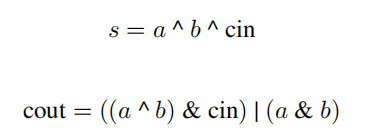 s = a ^ b ^ cin
cout = ((a ^ b) & cin) | (a & b)